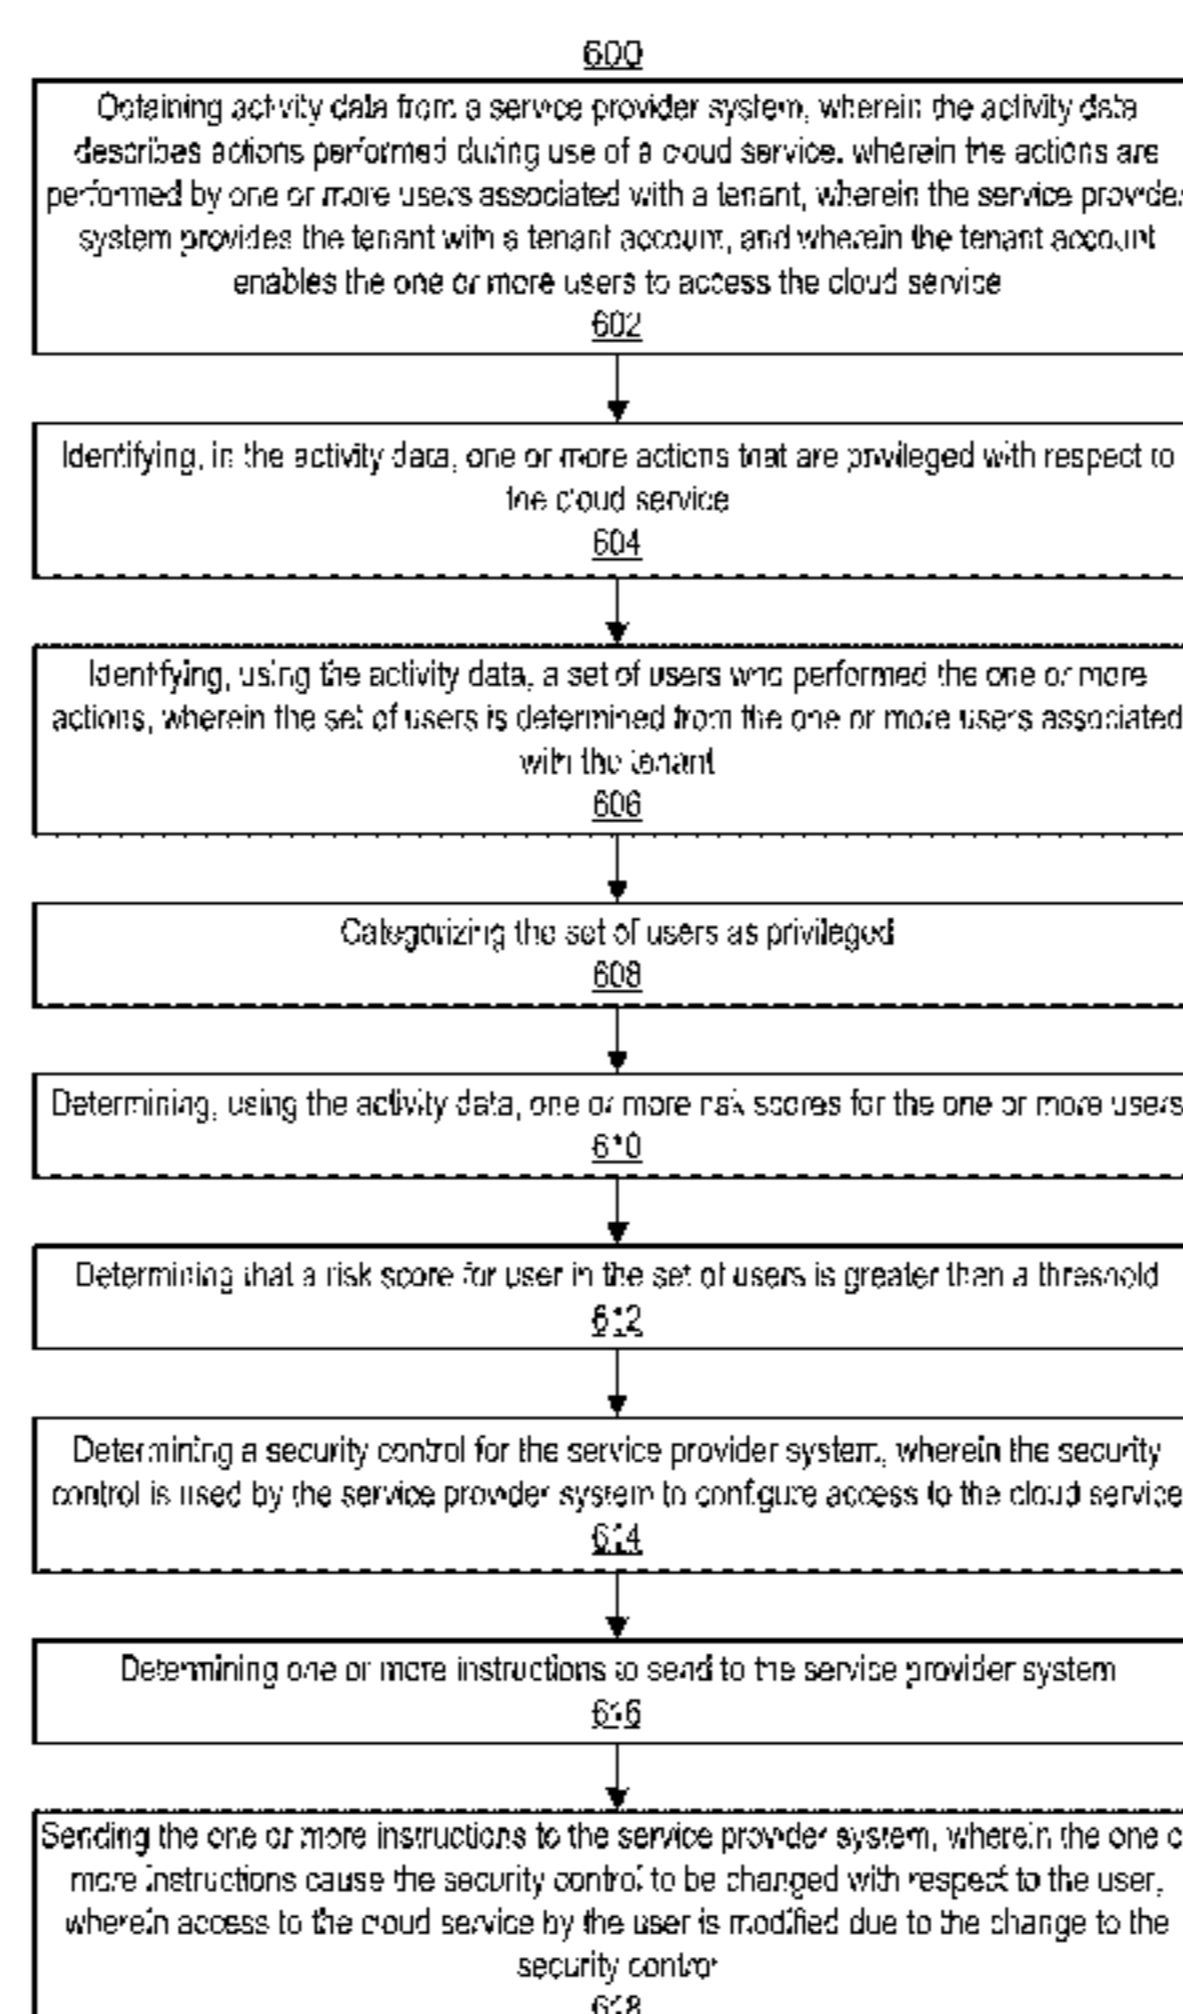 600
Obtaining activity data from a service provider system, wherein the activity data
describes actions performed during use of a cloud service, wherein the actions are
performed by one or more users associated with a tenant, wherein the service provider
system provides the tenant with a tenant account, and wherein the tenant account
enables the one or more users to access the cloud service
602
Identifying, in the activity data, one or more actions that are privileged with respect to
the cloud service
604
Identifying, using the activity data, a set of users who performed the one or more
actions, wherein the set of users is determined from the one or more users associated
with the tenant
606
Categorizing the set of users as privileged
608
Determining, using the activity data, one or more risk scores for the one or more users
610
Determining that a risk score for user in the set of users is greater than a threshold
612
Determining a security control for the service provider system, wherein the security
control is used by the service provider system to configure access to the cloud service
614
Determining one or more instructions to send to the service provider system
616
Sending the one or more instructions to the service provider system, wherein the one o
more instructions cause the security control to be changed with respect to the user,
wherein access to the cloud service by the user is modified due to the change to the
security control
618